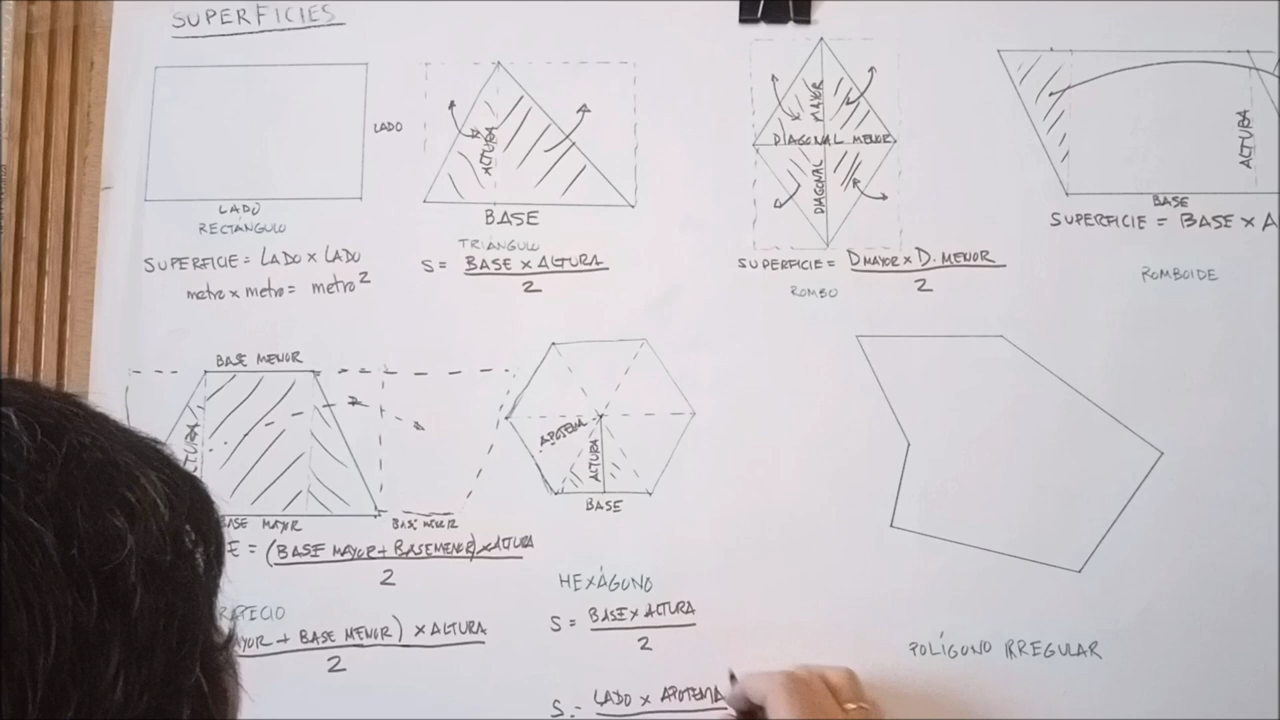 SUPERFICIES
LADO
LADO
RECTÁNGULO
SUPERFICIE = LADO x LADO
metro x metro = metro²
ALTURA
BASE
TRIÁNGULO
S = BASE x ALTURA
2
DIAGONAL MAYOR
DIAGONAL MENOR
SUPERFICIE = D MAYOR x D. MENOR
2
ROMBO
ALTURA
BASE
SUPERFICIE = BASE x A
ROMBOIDE
BASE MENOR
ALTURA
BASE MAYOR
BASE MENOR
E = (BASE MAYOR + BASE MENOR) x ALTURA
2
RAPECIO
AYOR + BASE MENOR) x ALTURA
2
APOTEMA
ALTURA
BASE
HEXÁGONO
S = BASE x ALTURA
2
S = LADO x APOTEMA
POLÍGONO IRREGULAR